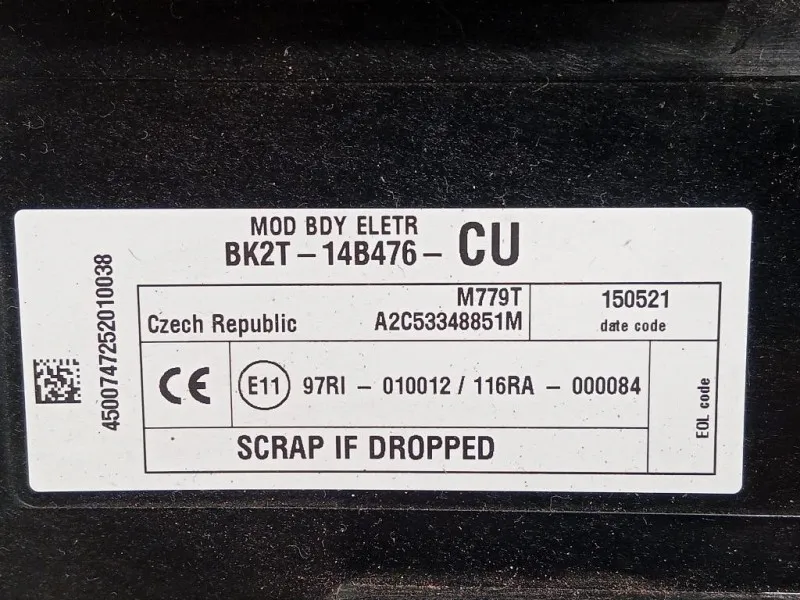 MOD BDY ELETR
BK2T-14B476- CU
M779T
Czech Republic A2C53348851M
150521
date code
4500747252010038
CE E11 97RI - 010012 / 116RA - 000084
EOL code
SCRAP IF DROPPED